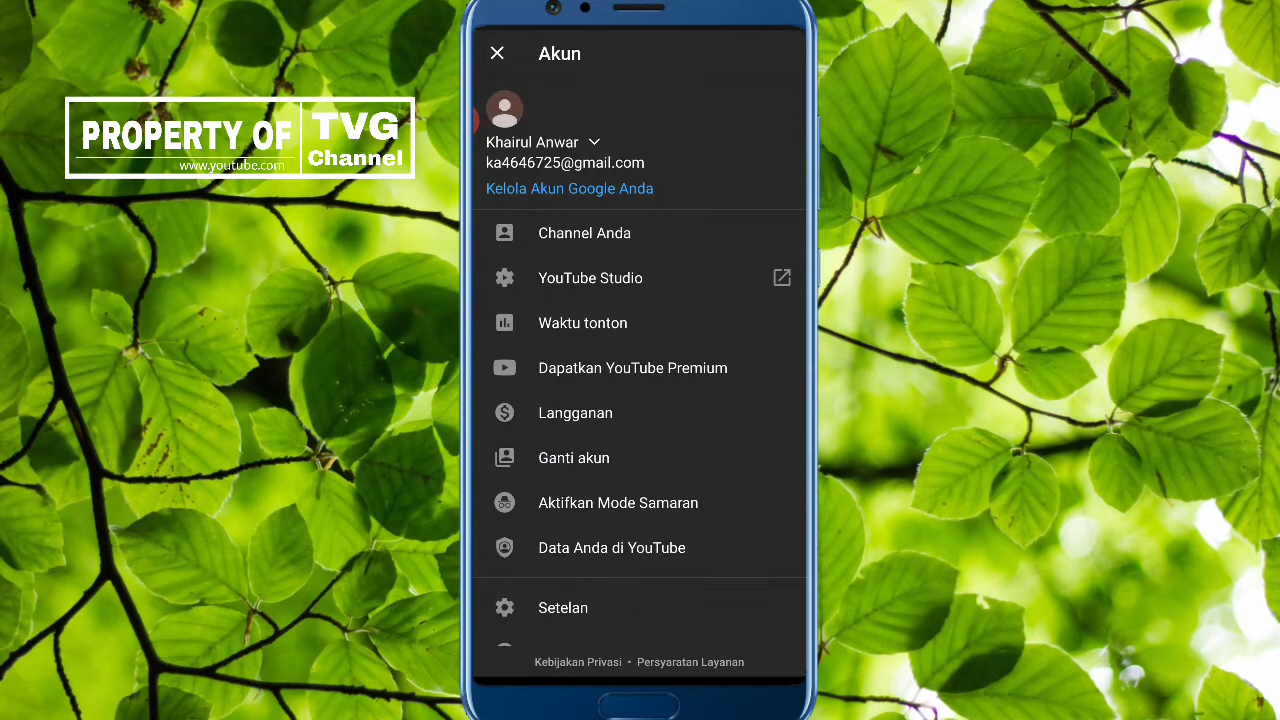 PROPERTY OF
www.youtube.com
TVG
Channel
Akun
Khairul Anwar
ka4646725@gmail.com
Kelola Akun Google Anda
Channel Anda
YouTube Studio
Waktu tonton
Dapatkan YouTube Premium
Langganan
Ganti akun
Aktifkan Mode Samaran
Data Anda di YouTube
Setelan
Kebijakan Privasi • Persyaratan Layanan